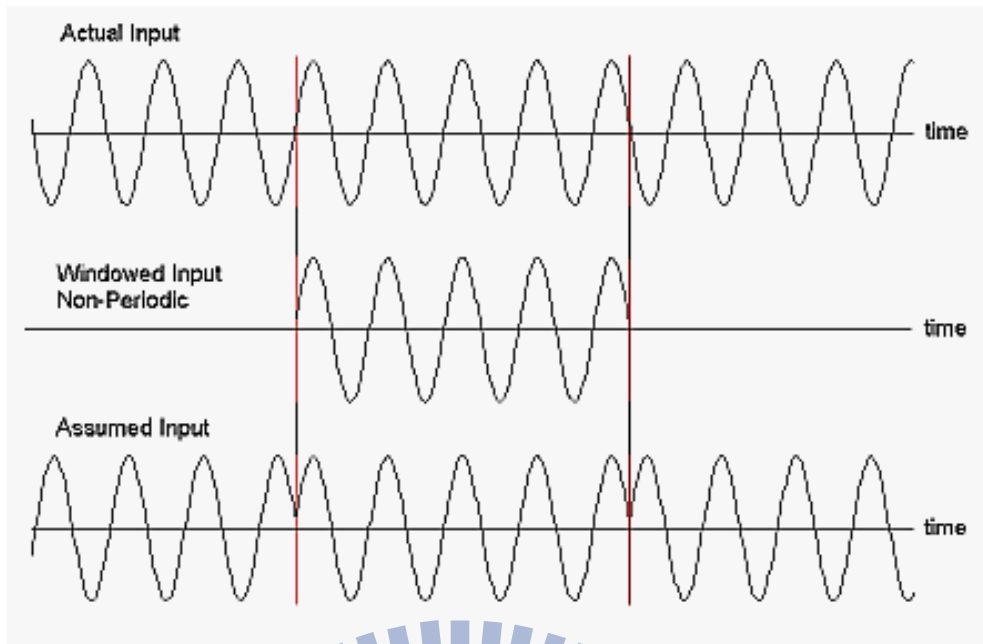 Actual Input
time
Windowed Input
Non-Periodic
time
Assumed Input
time